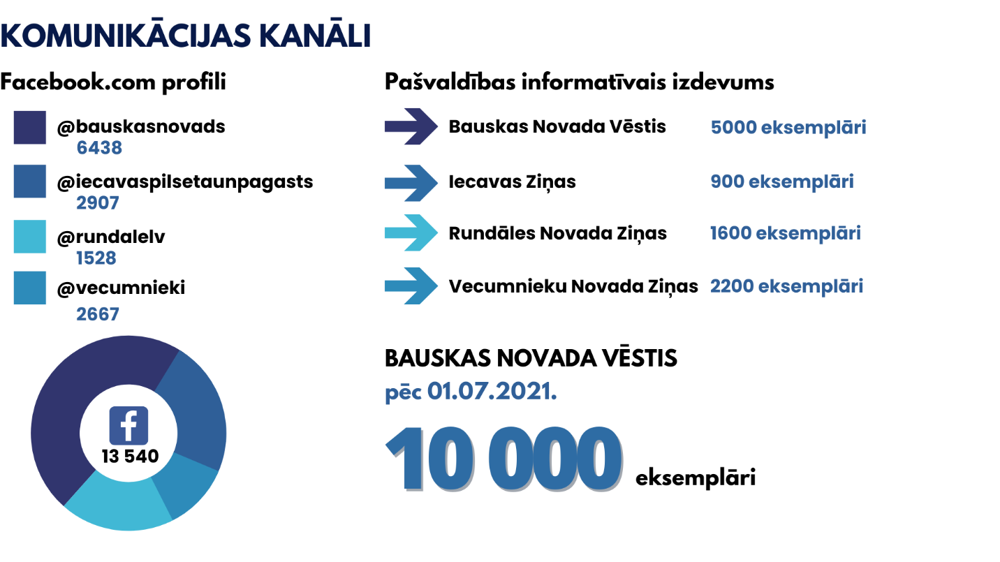 KOMUNIKĀCIJAS KANĀLI
Facebook.com profili
@bauskasnovads
6438
@iecavaspilsetaunpagasts
2907
@rundalelv
1528
@vecumnieki
2667
13 540
Pašvaldības informatīvais izdevums
Bauskas Novada Vēstis 5000 eksemplāri
Iecavas Ziņas 900 eksemplāri
Rundāles Novada Ziņas 1600 eksemplāri
Vecumnieku Novada Ziņas 2200 eksemplāri
BAUSKAS NOVADA VĒSTIS
pēc 01.07.2021.
10 000 eksemplāri